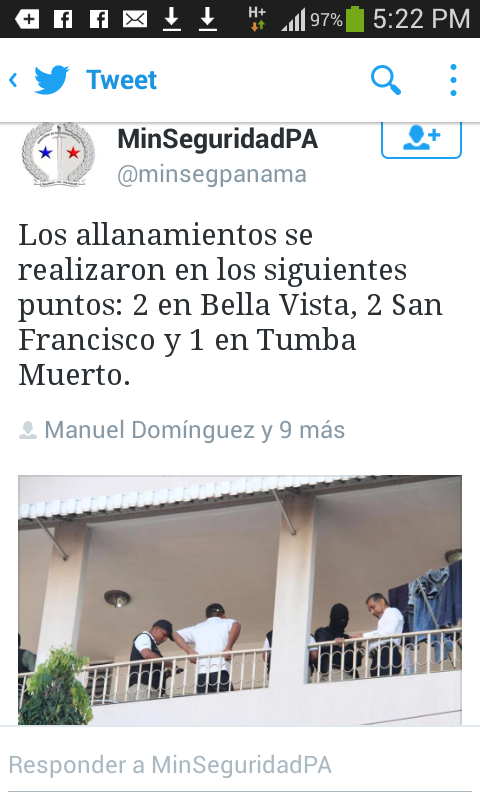 H+ 97% 5:22 PM
Tweet
MinSeguridadPA
@minsegpanama
Los allanamientos se
realizaron en los siguientes
puntos: 2 en Bella Vista, 2 San
Francisco y 1 en Tumba
Muerto.
Manuel Domínguez y 9 más
Responder a MinSeguridadPA